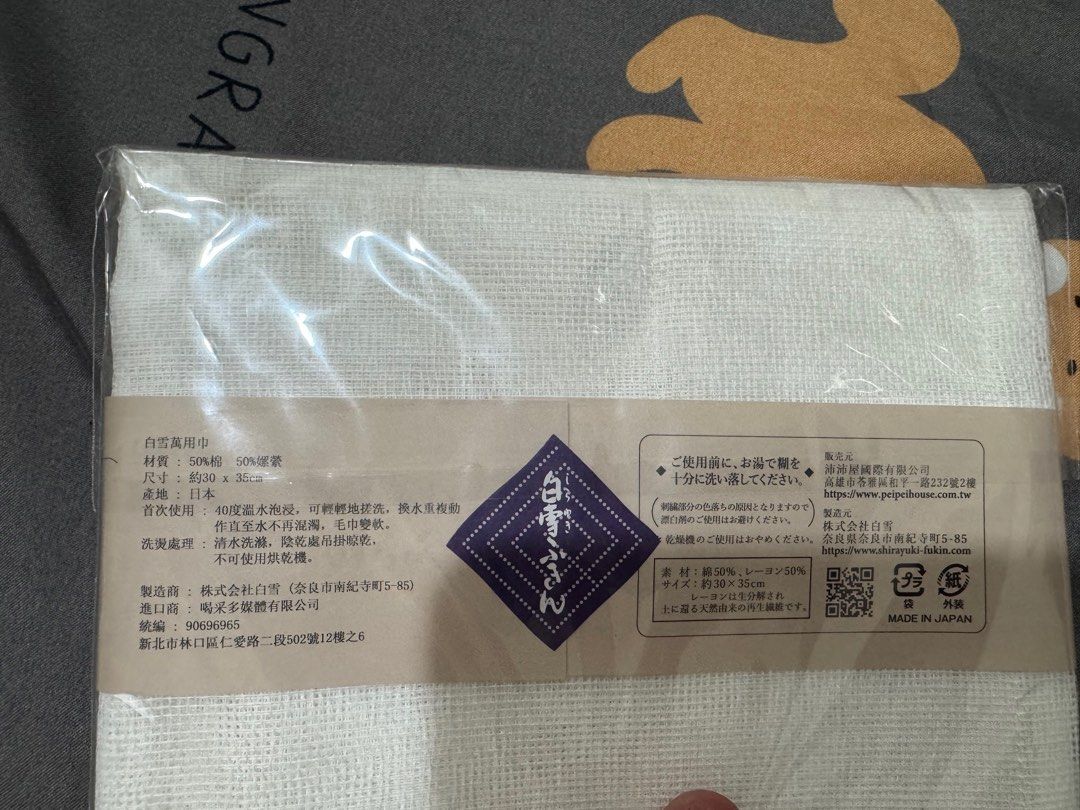 NGRA
白雪萬用巾
材質 : 50%棉 50%嫘縈
尺寸 : 約30 x 35cm
產地 : 日本
首次使用 : 40度溫水泡浸，可輕輕地搓洗，換水重複動
作直至水不再混濁，毛巾變軟。
洗燙處理 : 清水洗滌，陰乾處吊掛晾乾，
不可使用烘乾機。
製造商 : 株式会社白雪 (奈良市南紀寺町5-85)
進口商 : 喝采多媒體有限公司
統編 : 90696965
新北市林口區仁愛路二段502號12樓之6
しらゆき
白雪ふきん
ご使用前に、お湯で糊を
十分に洗い落してください。
刺繍部分の色落ちの原因となりますので
漂白剤のご使用はお避けください。
乾燥機のご使用はおやめください。
素 材：綿50%、レーヨン50%
サイズ：約30×35cm
レーヨンは生分解され
土に還る天然由来の再生繊維です。
販売元
沛沛屋國際有限公司
高雄市苓雅區和平一路232號2樓
https://www.peipeihouse.com.tw
製造元
株式会社白雪
奈良県奈良市南紀寺町5-85
https://www.shirayuki-fukin.com
プラ
袋
紙
外装
MADE IN JAPAN